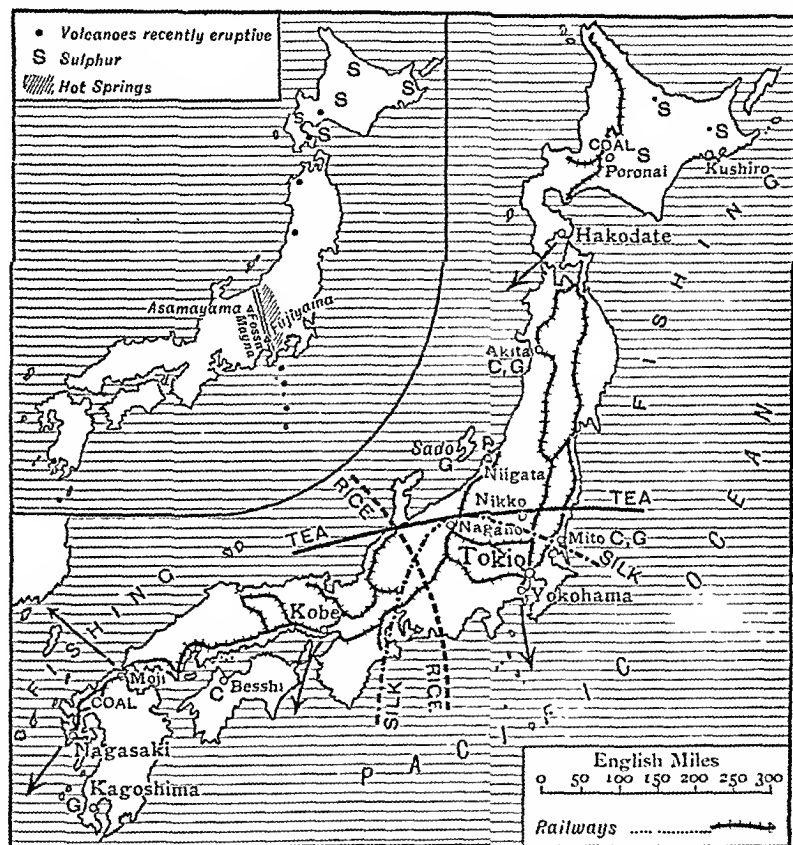 Volcanoes recently eruptive
S Sulphur
Hot Springs
S
S
S
S
S
Asamayama
Fossa
Magna
Fujiyama
S
S
COAL
S
Poronai
Kushiro
Hakodate
FISHING
Akita
C, G
Sado
G
P
Niigata
RICE
Nikko
TEA
Nagano
TEA
Mito C, G
Tokio
SILK
Yokohama
OCEAN
FISHING
Kobe
Moji
C
Besshi
COAL
SILK
RICE
Nagasaki
PACIFIC
Kagoshima
G
English Miles
0 50 100 150 200 250 300
Railways